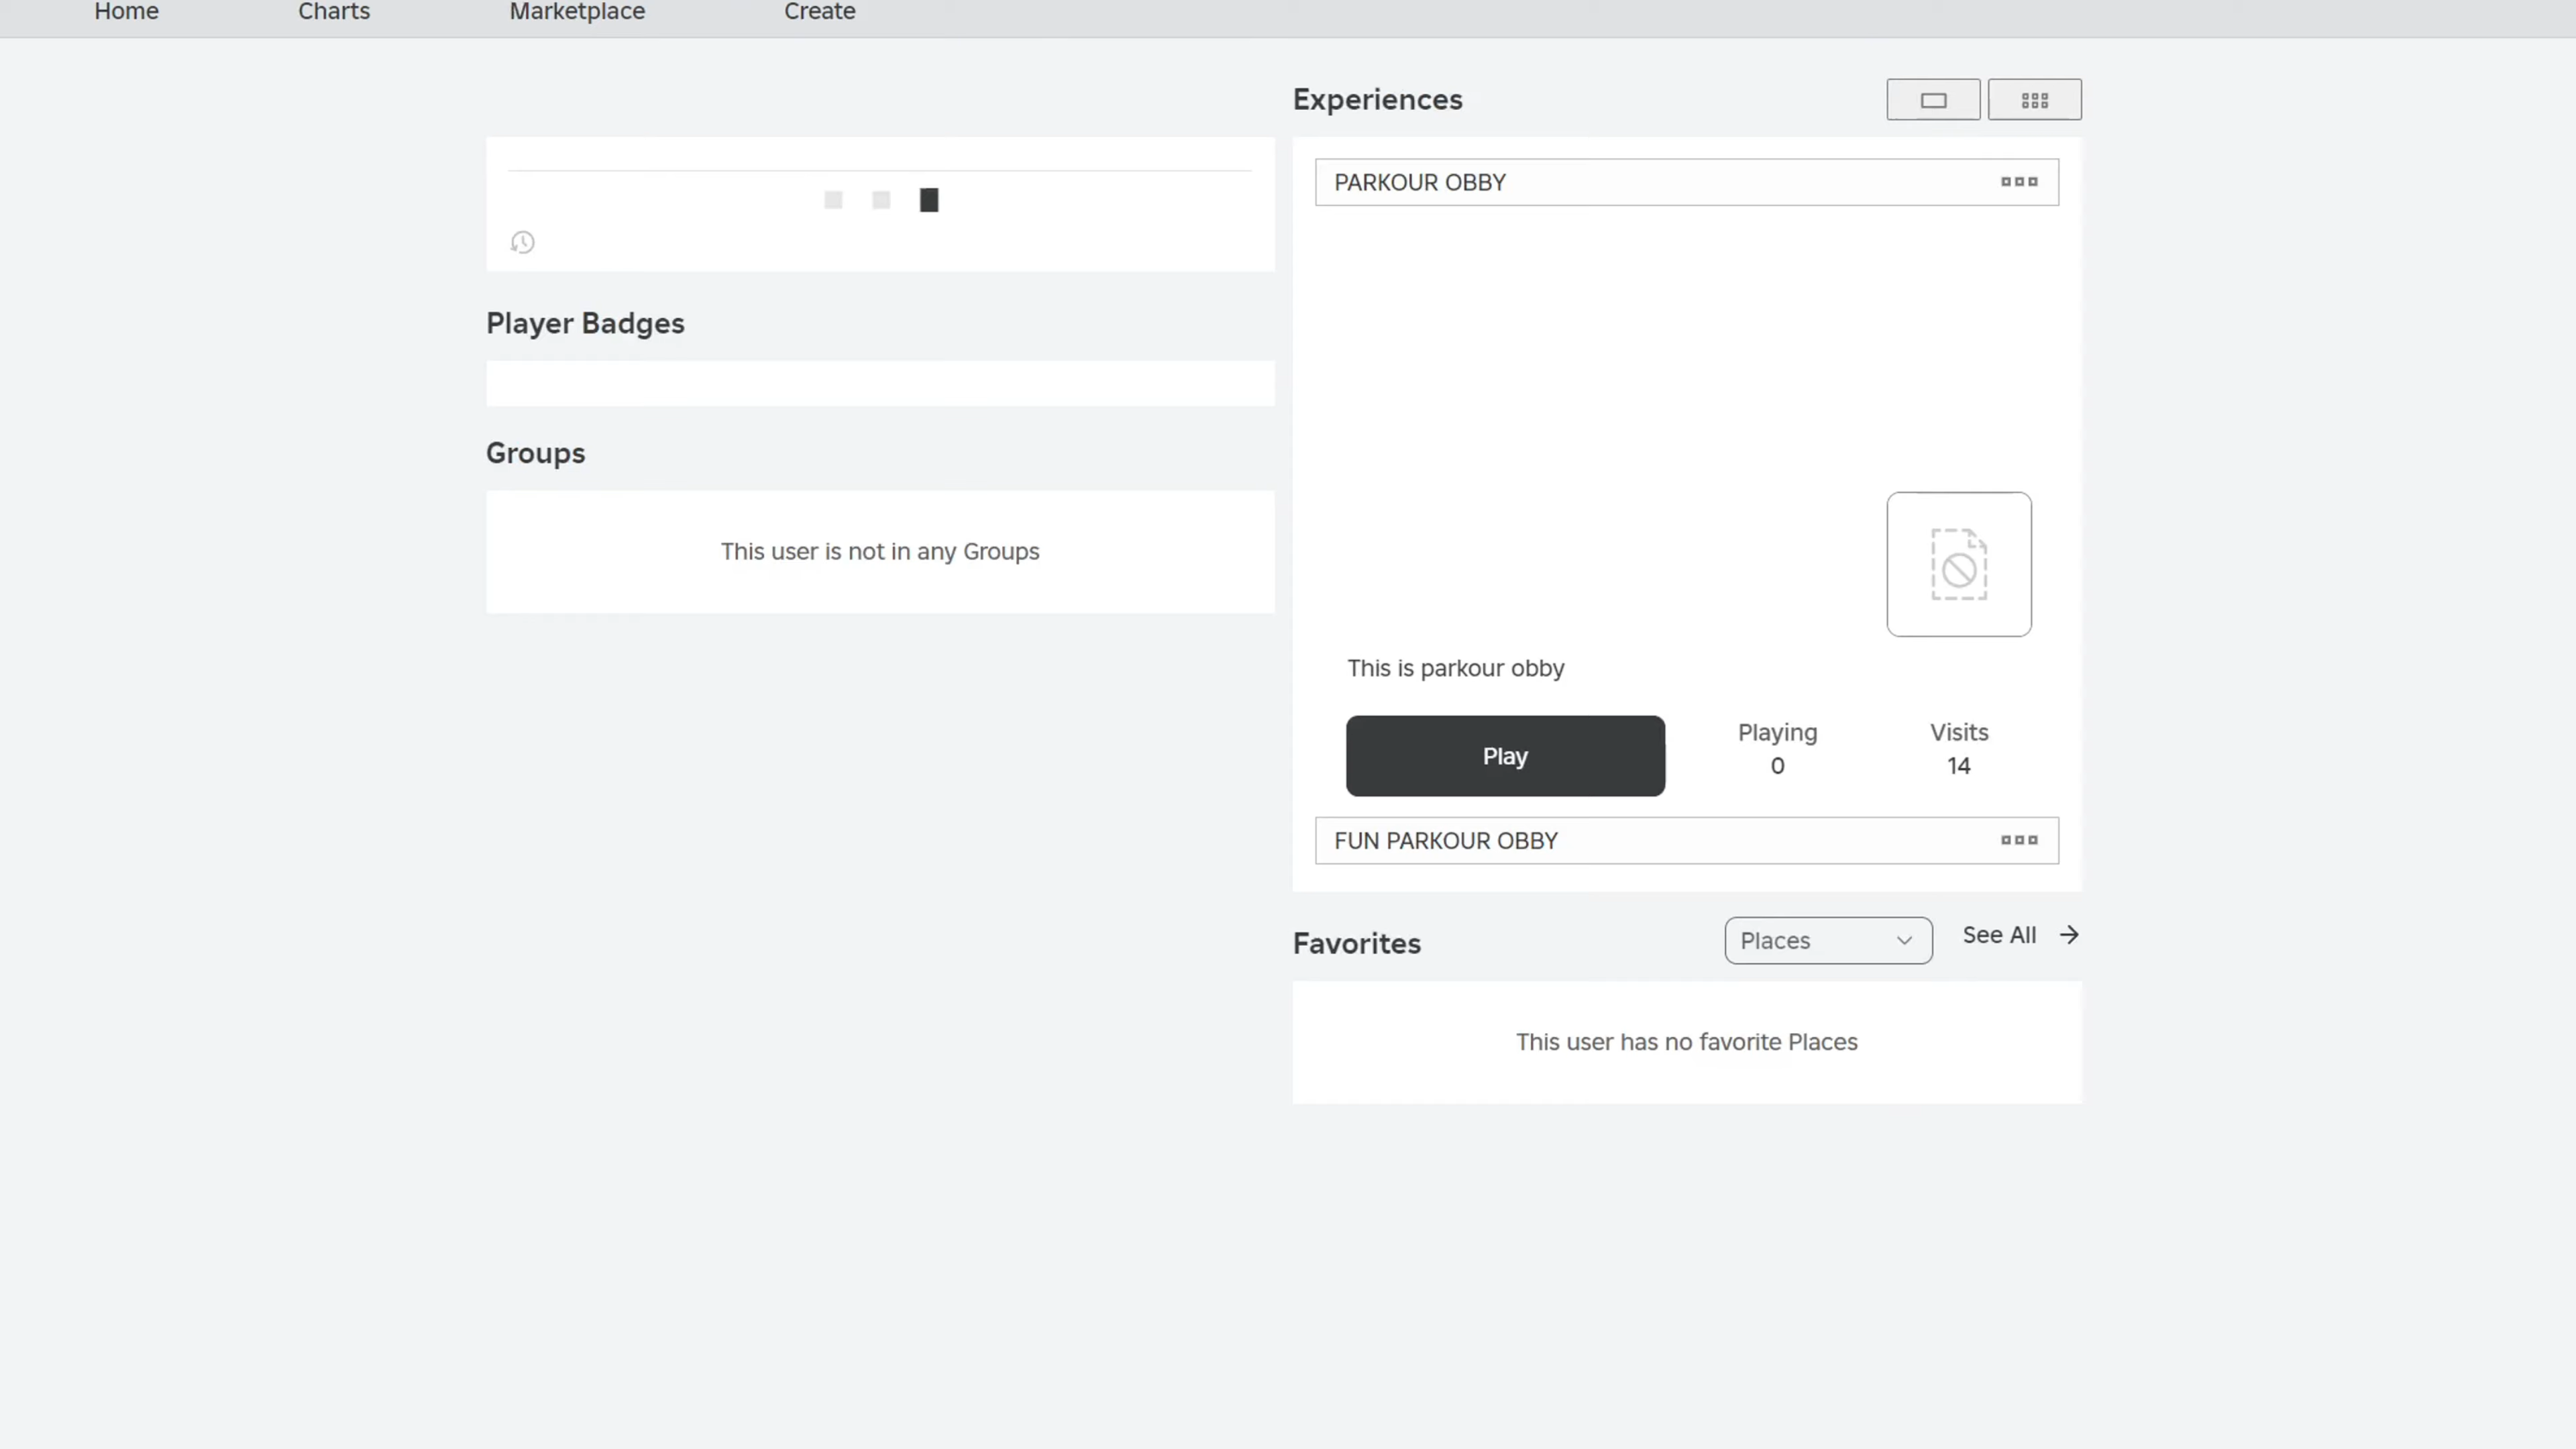 Home Charts Marketplace Create
Experiences
PARKOUR OBBY
Player Badges
Groups
This user is not in any Groups
This is parkour obby
Play
Playing
0
Visits
14
FUN PARKOUR OBBY
Favorites
Places
See All
This user has no favorite Places